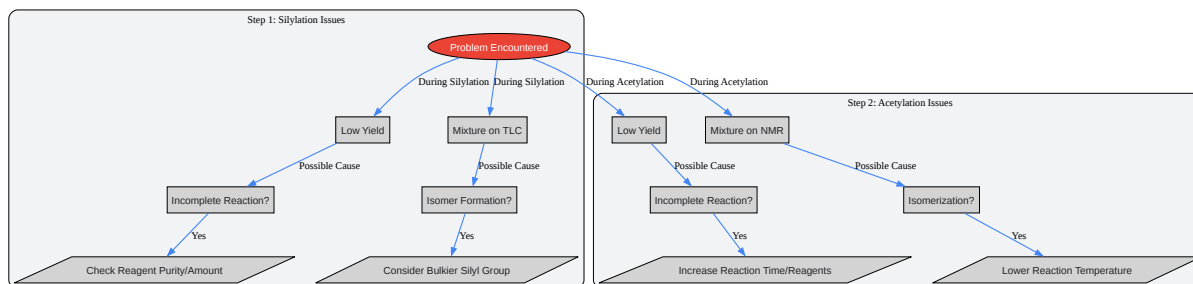 Step 1: Silylation Issues
Problem Encountered
During Silylation
During Silylation
During Acetylation
During Acetylation
Step 2: Acetylation Issues
Low Yield
Mixture on TLC
Low Yield
Mixture on NMR
Possible Cause
Possible Cause
Possible Cause
Possible Cause
Incomplete Reaction?
Isomer Formation?
Incomplete Reaction?
Isomerization?
Yes
Yes
Yes
Yes
Check Reagent Purity/Amount
Consider Bulkier Silyl Group
Increase Reaction Time/Reagents
Lower Reaction Temperature